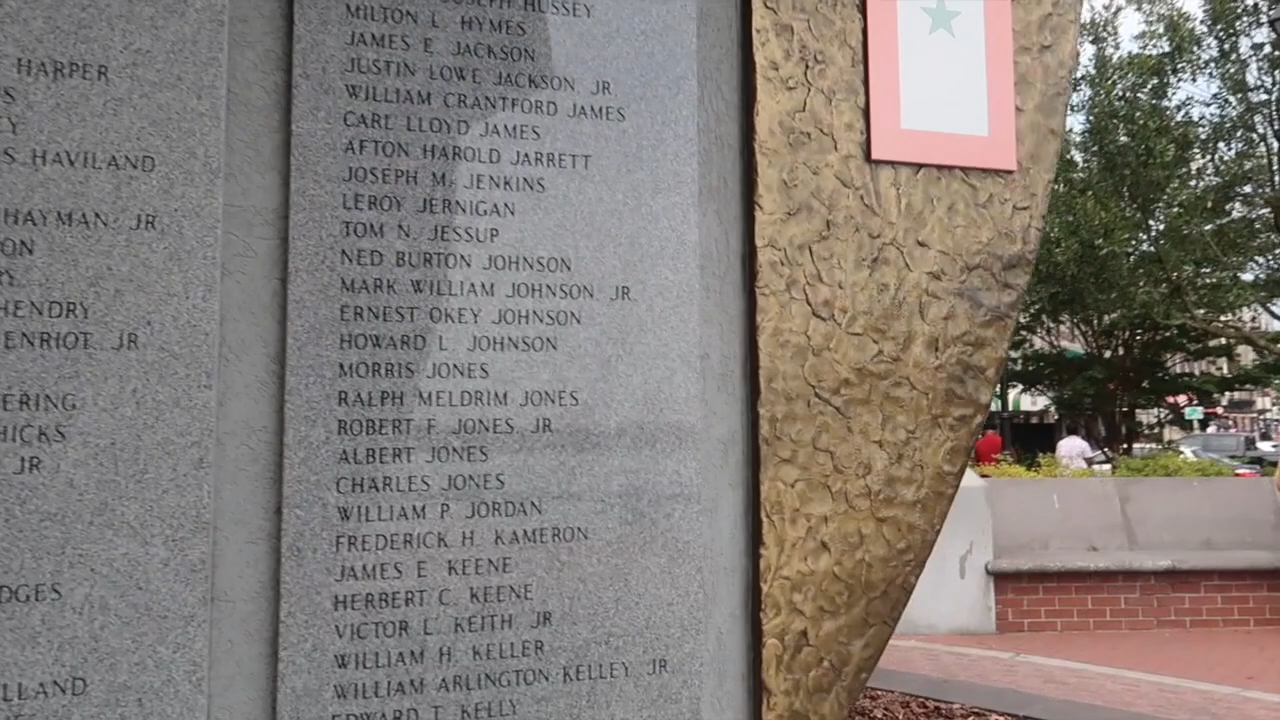 HARPER
S HAVILAND
HAYMAN, JR.
HENDRY
ENRIOT, JR.
ERING
HICKS
JR.
DGES
LLAND
JOSEPH HUSSEY
MILTON L. HYMES
JAMES E. JACKSON
JUSTIN LOWE JACKSON, JR.
WILLIAM CRANTFORD JAMES
CARL LLOYD JAMES
AFTON HAROLD JARRETT
JOSEPH M. JENKINS
LEROY JERNIGAN
TOM N. JESSUP
NED BURTON JOHNSON
MARK WILLIAM JOHNSON, JR.
ERNEST OKEY JOHNSON
HOWARD L. JOHNSON
MORRIS JONES
RALPH MELDRIM JONES
ROBERT F. JONES, JR.
ALBERT JONES
CHARLES JONES
WILLIAM P. JORDAN
FREDERICK H. KAMERON
JAMES E. KEENE
HERBERT C. KEENE
VICTOR L. KEITH, JR.
WILLIAM H. KELLER
WILLIAM ARLINGTON KELLEY, JR.
EDWARD T. KELLY